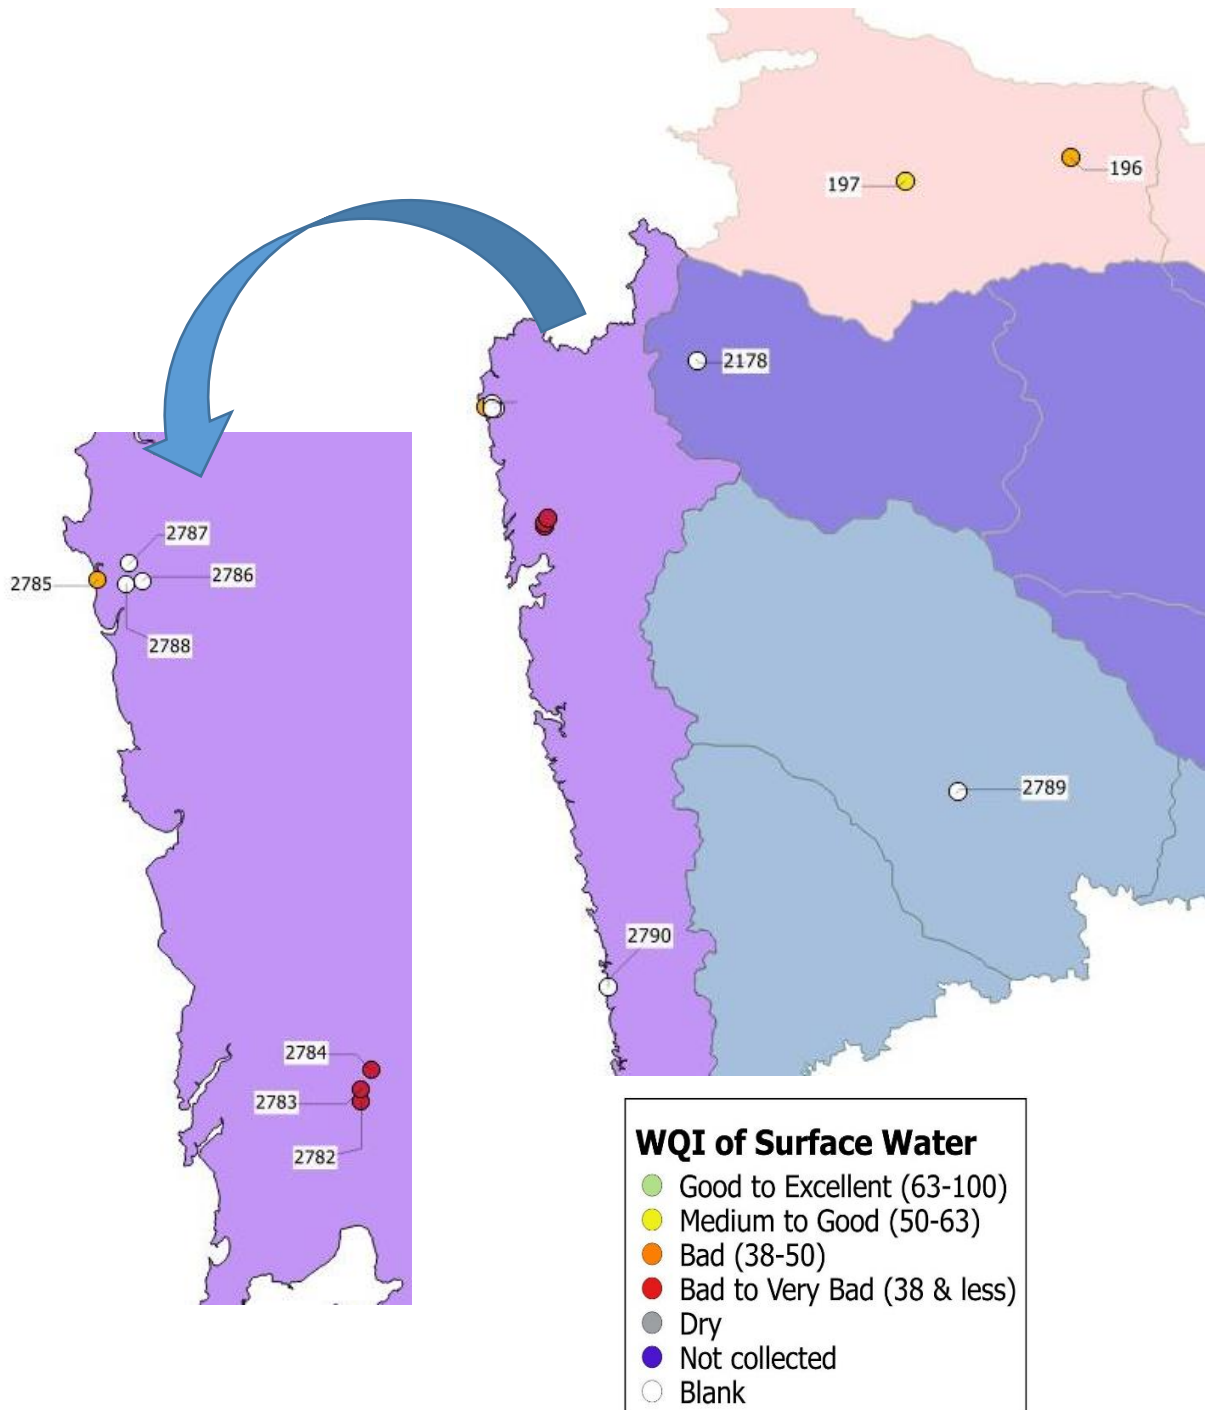 196
197
2178
2787
2785
2786
2788
2789
2790
2784
2783
2782
WQI of Surface Water
Good to Excellent (63-100)
Medium to Good (50-63)
Bad (38-50)
Bad to Very Bad (38 & less)
Dry
Not collected
Blank